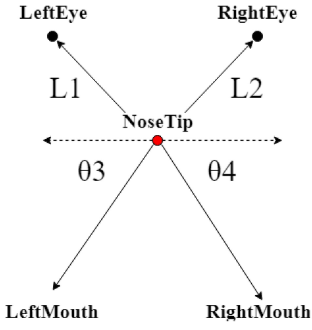 LeftEye RightEye
L1 L2
NoseTip
θ3 θ4
LeftMouth RightMouth